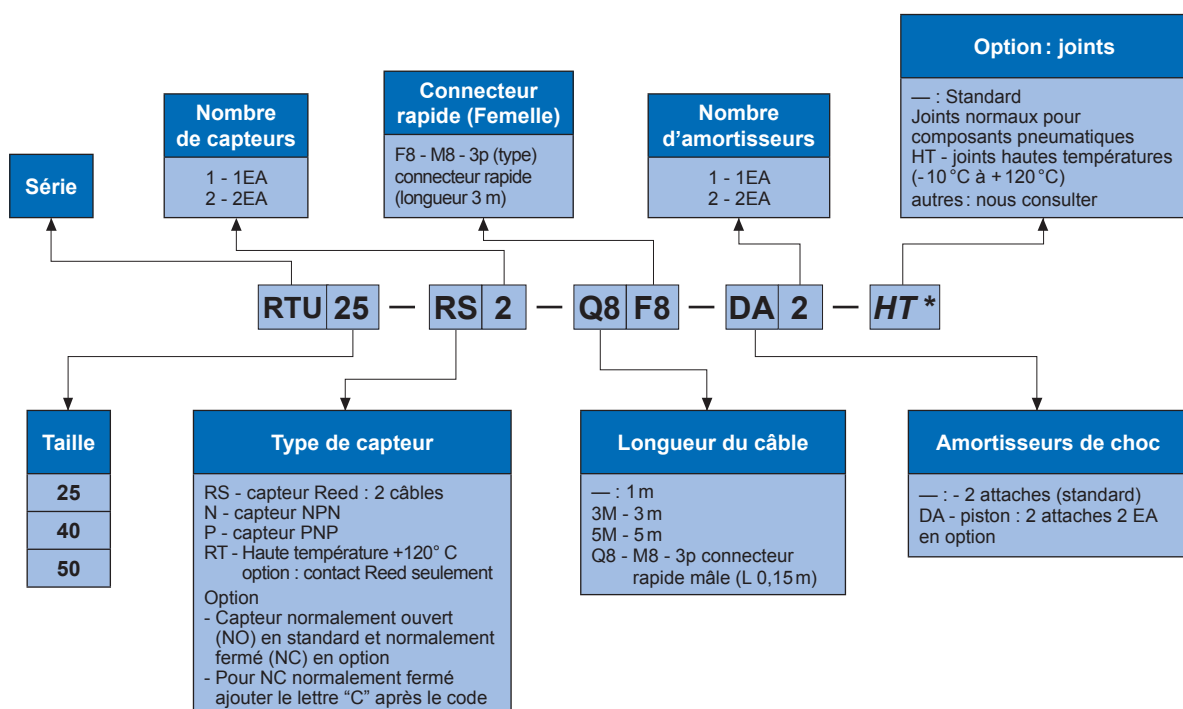 Option : joints
— : Standard
Joints normaux pour
composants pneumatiques
HT - joints hautes températures
(-10 °C à +120 °C)
autres : nous consulter
Connecteur
rapide (Femelle)
F8 - M8 - 3p (type)
connecteur rapide
(longueur 3 m)
Nombre
de capteurs
1 - 1EA
2 - 2EA
Nombre
d'amortisseurs
1 - 1EA
2 - 2EA
Série
RTU 25 — RS 2 — Q8 F8 — DA 2 — HT *
Taille
25
40
50
Type de capteur
RS - capteur Reed : 2 câbles
N - capteur NPN
P - capteur PNP
RT - Haute température +120° C
option : contact Reed seulement
Option
- Capteur normalement ouvert
(NO) en standard et normalement
fermé (NC) en option
- Pour NC normalement fermé
ajouter le lettre “C” après le code
Longueur du câble
— : 1 m
3M - 3 m
5M - 5 m
Q8 - M8 - 3p connecteur
rapide mâle (L 0,15 m)
Amortisseurs de choc
— : - 2 attaches (standard)
DA - piston : 2 attaches 2 EA
en option